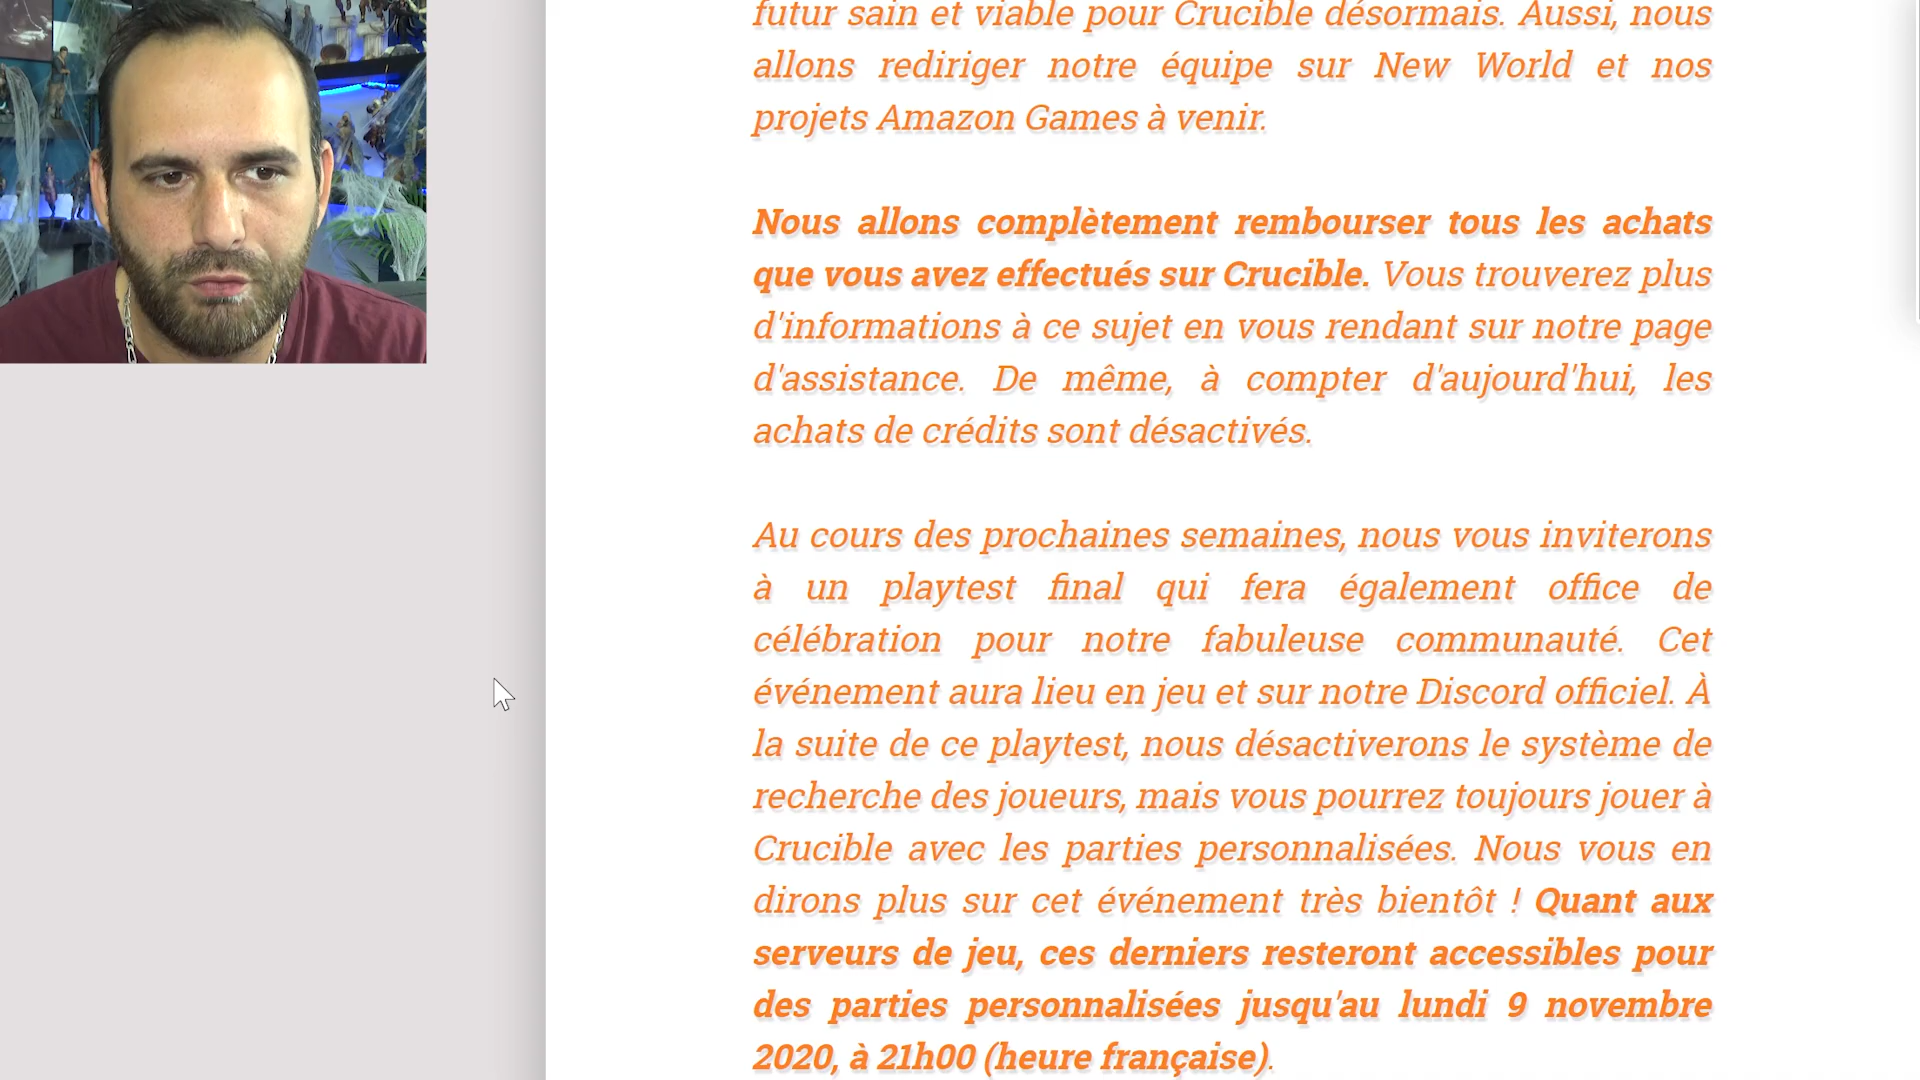 futur sain et viable pour Crucible désormais. Aussi, nous
allons rediriger notre équipe sur New World et nos
projets Amazon Games à venir.
Nous allons complètement rembourser tous les achats
que vous avez effectués sur Crucible. Vous trouverez plus
d'informations à ce sujet en vous rendant sur notre page
d'assistance. De même, à compter d'aujourd'hui, les
achats de crédits sont désactivés.
Au cours des prochaines semaines, nous vous inviterons
à un playtest final qui fera également office de
célébration pour notre fabuleuse communauté. Cet
événement aura lieu en jeu et sur notre Discord officiel. À
la suite de ce playtest, nous désactiverons le système de
recherche des joueurs, mais vous pourrez toujours jouer à
Crucible avec les parties personnalisées. Nous vous en
dirons plus sur cet événement très bientôt ! Quant aux
serveurs de jeu, ces derniers resteront accessibles pour
des parties personnalisées jusqu'au lundi 9 novembre
2020, à 21h00 (heure française).